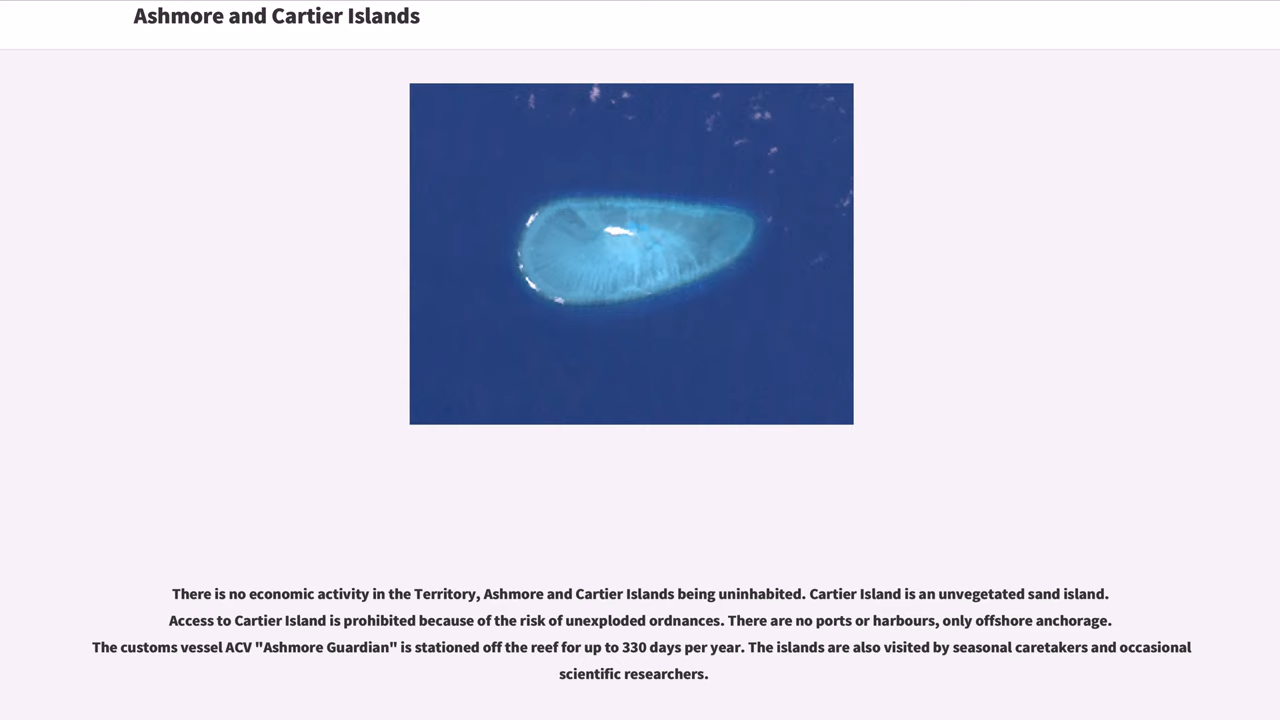 Ashmore and Cartier Islands
There is no economic activity in the Territory, Ashmore and Cartier Islands being uninhabited. Cartier Island is an unvegetated sand island.
Access to Cartier Island is prohibited because of the risk of unexploded ordnances. There are no ports or harbours, only offshore anchorage.
The customs vessel ACV "Ashmore Guardian" is stationed off the reef for up to 330 days per year. The islands are also visited by seasonal caretakers and occasional
scientific researchers.